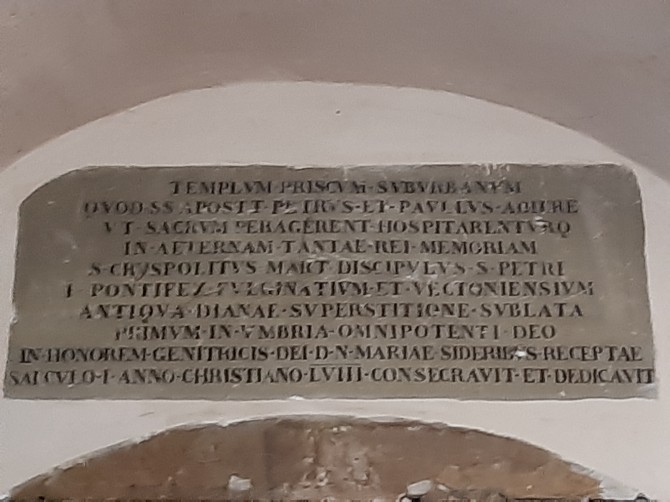 TEMPLVM·PRISCVM·SVBVRBANVM
QVOD·SS·APOSTT·PETRVS·ET·PAVLLVS·ADIERE
VT·SACRVM·PERAGERENT·HOSPITARENTVRQ
IN·AETERNAM·TANTAE·REI·MEMORIAM
S·CRYSPOLITVS·MART·DISCIPVLVS·S·PETRI
I·PONTIFEX·FVLGINATIVM·ET·VECTONIENSIVM
ANTIQVA·DIANAE·SVPERSTITIONE·SVBLATA
PRIMVM·IN·VMBRIA·OMNIPOTENTI·DEO
IN·HONOREM·GENITRICIS·DEI·D·N·MARIAE·SIDERIBVS·RECEPTAE
SAECVLO·I·ANNO·CHRISTIANO·LVIII·CONSECRAVIT·ET·DEDICAVIT